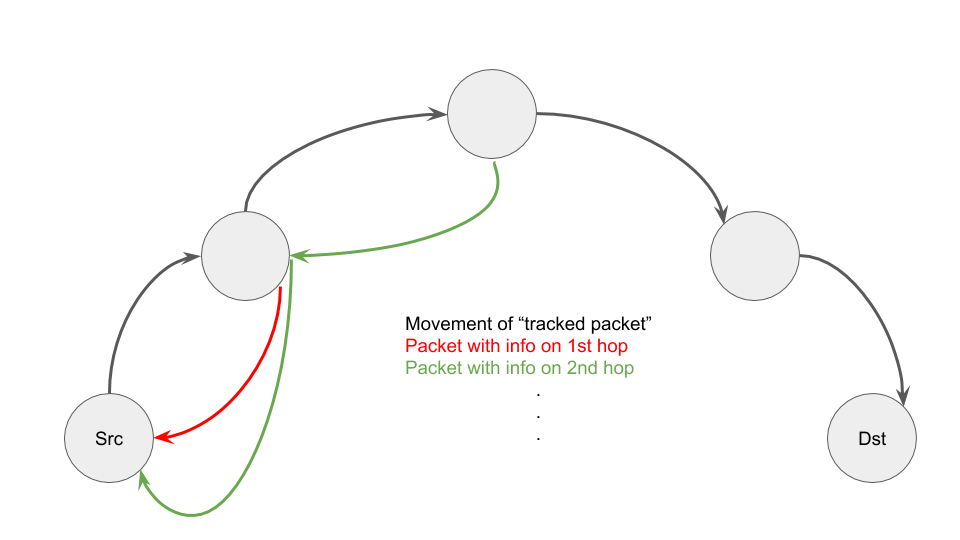 Movement of “tracked packet”
Packet with info on 1st hop
Packet with info on 2nd hop
.
.
.
Src
Dst